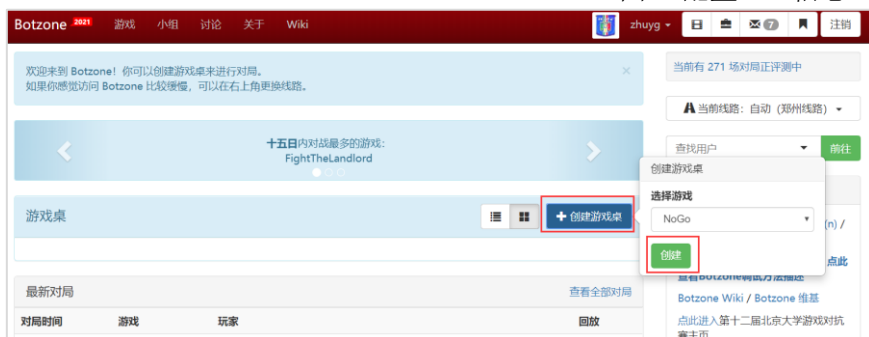 Botzone 2021 游戏 小组 讨论 关于 Wiki zhuyg 7 注销
欢迎来到 Botzone！你可以创建游戏桌来进行对局。
如果你感觉访问 Botzone 比较缓慢，可以在右上角更换线路。
×
十五日内对战最多的游戏：
FightTheLandlord
游戏桌
+ 创建游戏桌
最新对局 查看全部对局
对局时间 游戏 玩家 回放
当前有 271 场对局正评测中
当前线路：自动（郑州线路）
查找用户 前往
创建游戏桌
选择游戏
NoGo
创建
(n) /
点此
查看Botzone调试方法描述
Botzone Wiki / Botzone 维基
点此进入第十二届北京大学游戏对抗
赛主页